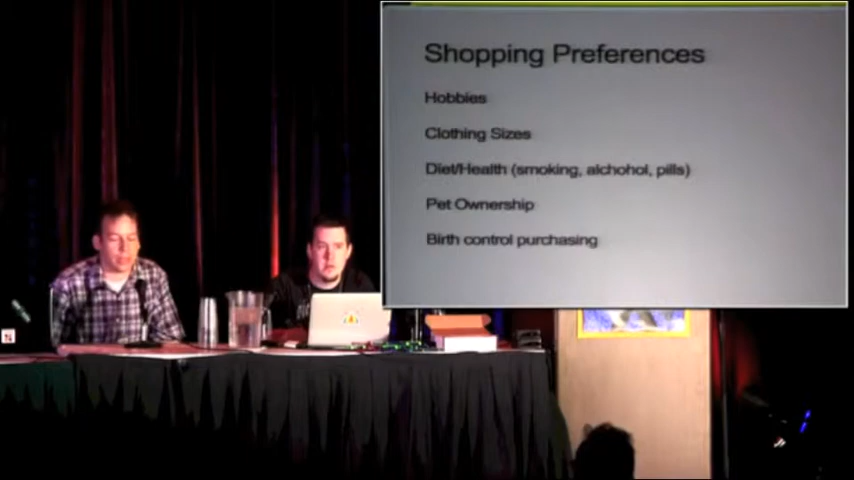 Shopping Preferences
Hobbies
Clothing Sizes
Diet/Health (smoking, alchohol, pills)
Pet Ownership
Birth control purchasing